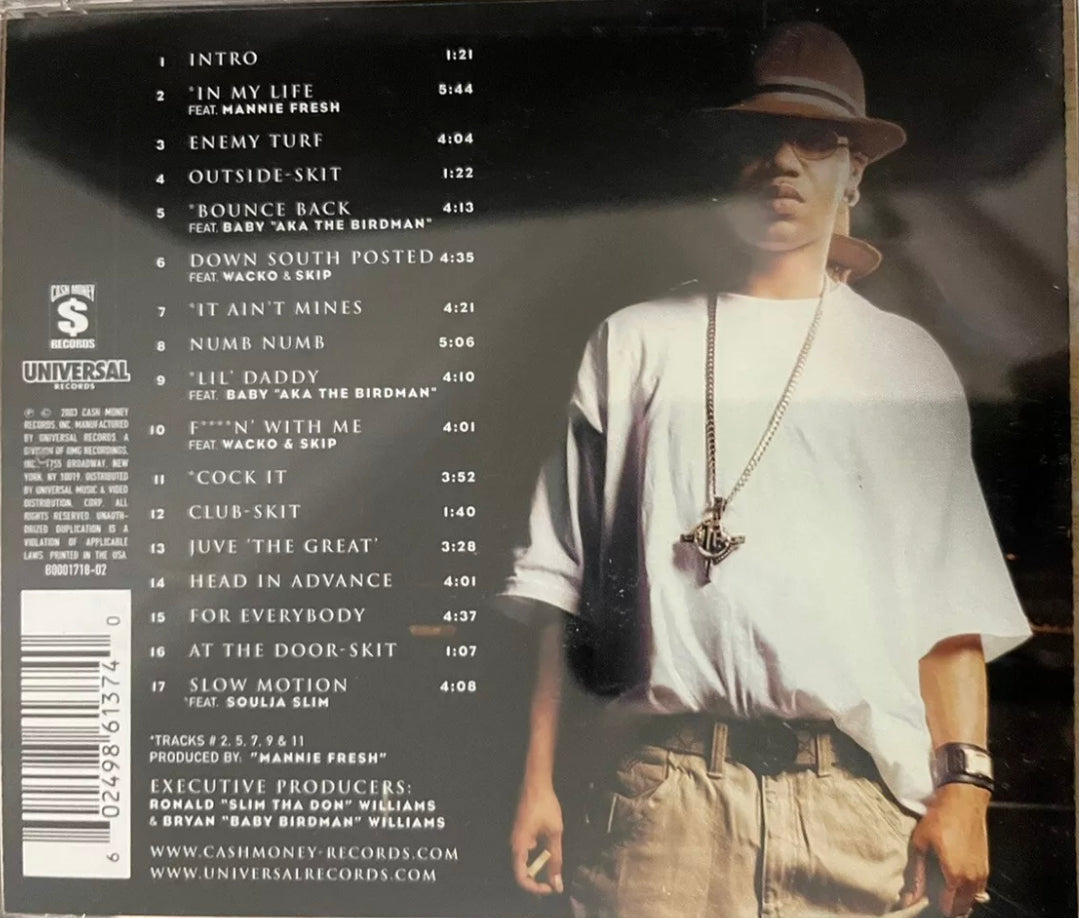 1 INTRO 1:21
2 *IN MY LIFE 5:44
FEAT. MANNIE FRESH
3 ENEMY TURF 4:04
4 OUTSIDE-SKIT 1:22
5 *BOUNCE BACK 4:13
FEAT. BABY "AKA THE BIRDMAN"
6 DOWN SOUTH POSTED 4:35
FEAT. WACKO & SKIP
7 *IT AIN'T MINES 4:21
8 NUMB NUMB 5:06
9 *LIL' DADDY 4:10
FEAT. BABY "AKA THE BIRDMAN"
10 F****N' WITH ME 4:01
FEAT. WACKO & SKIP
11 *COCK IT 3:52
12 CLUB-SKIT 1:40
13 JUVE 'THE GREAT' 3:28
14 HEAD IN ADVANCE 4:01
15 FOR EVERYBODY 4:37
16 AT THE DOOR-SKIT 1:07
17 SLOW MOTION 4:08
*FEAT. SOULJA SLIM
*TRACKS # 2, 5, 7, 9 & 11
PRODUCED BY: "MANNIE FRESH"
EXECUTIVE PRODUCERS:
RONALD "SLIM THA DON" WILLIAMS
& BRYAN "BABY BIRDMAN" WILLIAMS
WWW.CASHMONEY-RECORDS.COM
WWW.UNIVERSALRECORDS.COM
CASH MONEY
$
RECORDS
UNIVERSAL
RECORDS
℗ © 2003 CASH MONEY
RECORDS, INC. MANUFACTURED
BY UNIVERSAL RECORDS, A
DIVISION OF UMG RECORDINGS,
INC., 1755 BROADWAY, NEW
YORK, NY 10019. DISTRIBUTED
BY UNIVERSAL MUSIC & VIDEO
DISTRIBUTION, CORP. ALL
RIGHTS RESERVED. UNAUTH-
ORIZED DUPLICATION IS A
VIOLATION OF APPLICABLE
LAWS. PRINTED IN THE USA.
B0001718-02
6 02498 61374 0